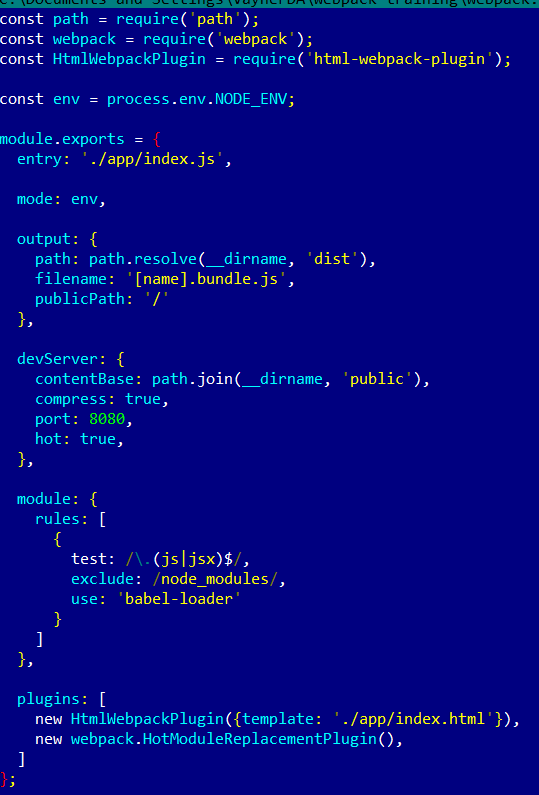 c:\Documents and Settings\VaynerDA\webpack-training\webpack.
const path = require('path');
const webpack = require('webpack');
const HtmlWebpackPlugin = require('html-webpack-plugin');

const env = process.env.NODE_ENV;

module.exports = {
  entry: './app/index.js',

  mode: env,

  output: {
    path: path.resolve(__dirname, 'dist'),
    filename: '[name].bundle.js',
    publicPath: '/'
  },

  devServer: {
    contentBase: path.join(__dirname, 'public'),
    compress: true,
    port: 8080,
    hot: true,
  },

  module: {
    rules: [
      {
        test: /\.(js|jsx)$/,
        exclude: /node_modules/,
        use: 'babel-loader'
      }
    ]
  },

  plugins: [
    new HtmlWebpackPlugin({template: './app/index.html'}),
    new webpack.HotModuleReplacementPlugin(),
  ]
};